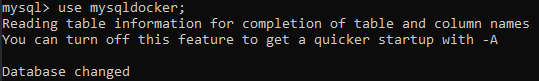 mysql> use mysqldocker;
Reading table information for completion of table and column names
You can turn off this feature to get a quicker startup with -A
Database changed